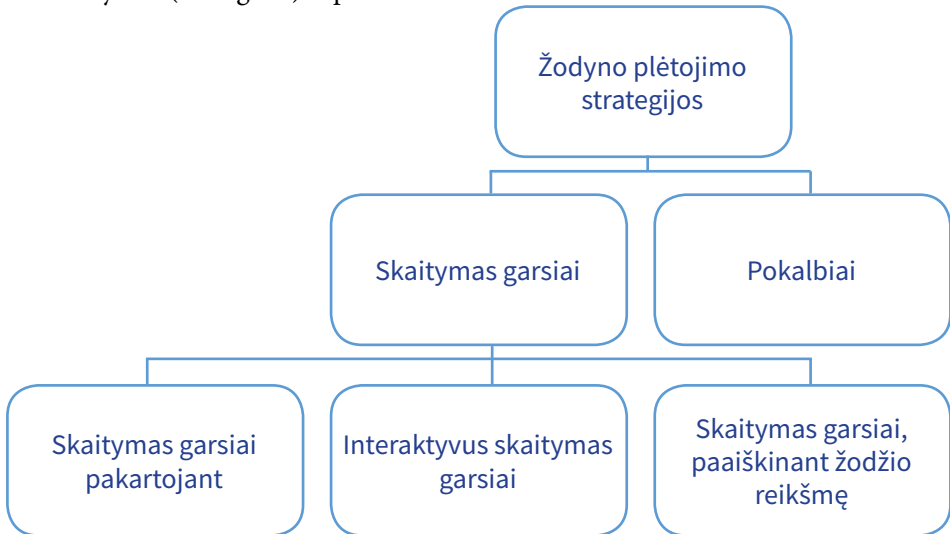 Žodyno plėtojimo
strategijos
Skaitymas garsiai
Pokalbiai
Skaitymas garsiai
pakartojant
Interaktyvus skaitymas
garsiai
Skaitymas garsiai,
paaiškinant žodžio
reikšmę